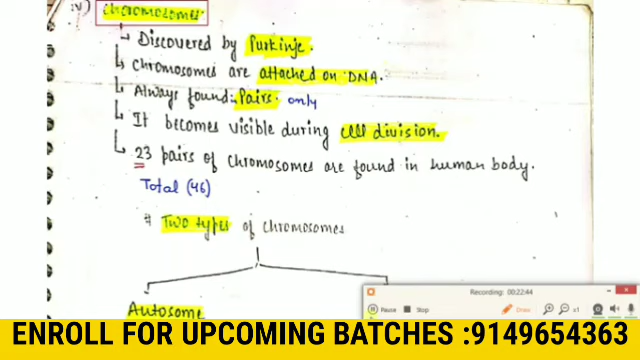 v) Chromosomes
Discovered by Purkinje.
Chromosomes are attached on DNA.
Always found Pairs only
It becomes visible during cell division.
23 pairs of chromosomes are found in human body.
Total (46)
# Two types of chromosomes
Autosome
Recording: 00:22:44
Pause Stop Draw x1
ENROLL FOR UPCOMING BATCHES :9149654363